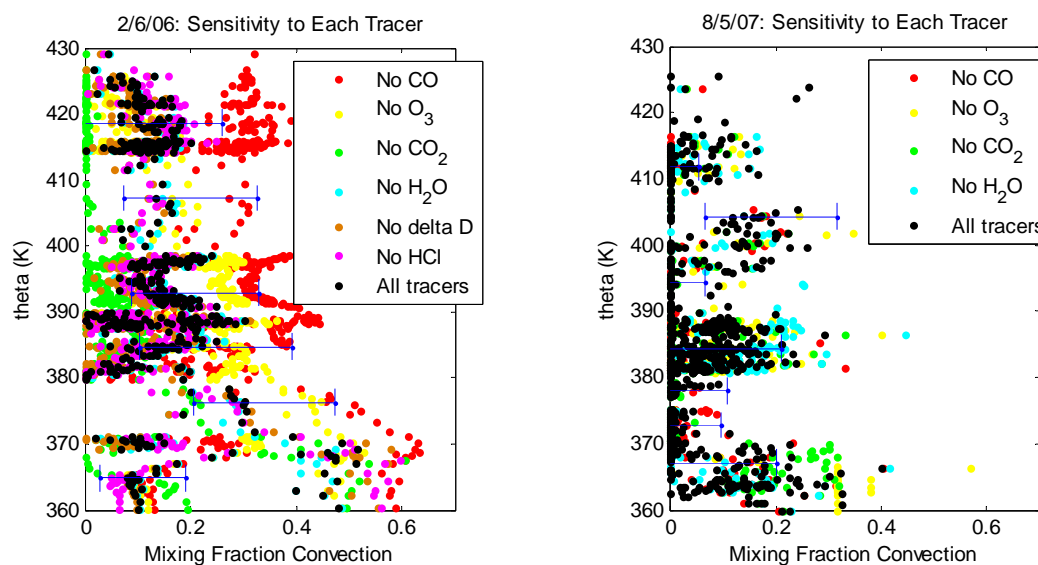 2/6/06: Sensitivity to Each Tracer
430
420
410
400
390
380
370
360
theta (K)
0
0.2
0.4
0.6
Mixing Fraction Convection
No CO
No O3
No CO2
No H2O
No delta D
No HCl
All tracers
8/5/07: Sensitivity to Each Tracer
430
420
410
400
390
380
370
360
theta (K)
0
0.2
0.4
0.6
Mixing Fraction Convection
No CO
No O3
No CO2
No H2O
All tracers